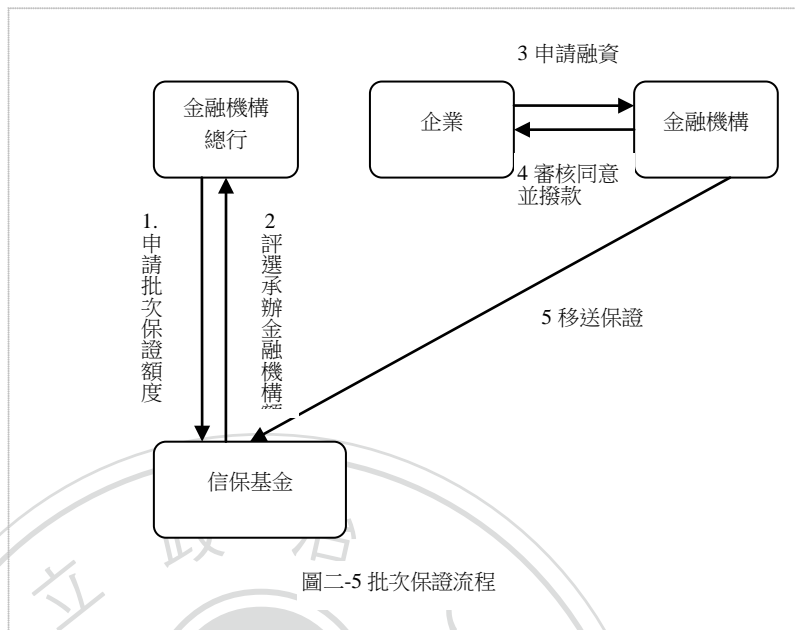 3 申請融資
金融機構
總行
企業
金融機構
4 審核同意
並撥款
1.
申請批次保證額度
2
評選承辦金融機構
5 移送保證
信保基金
立政治
圖二-5 批次保證流程